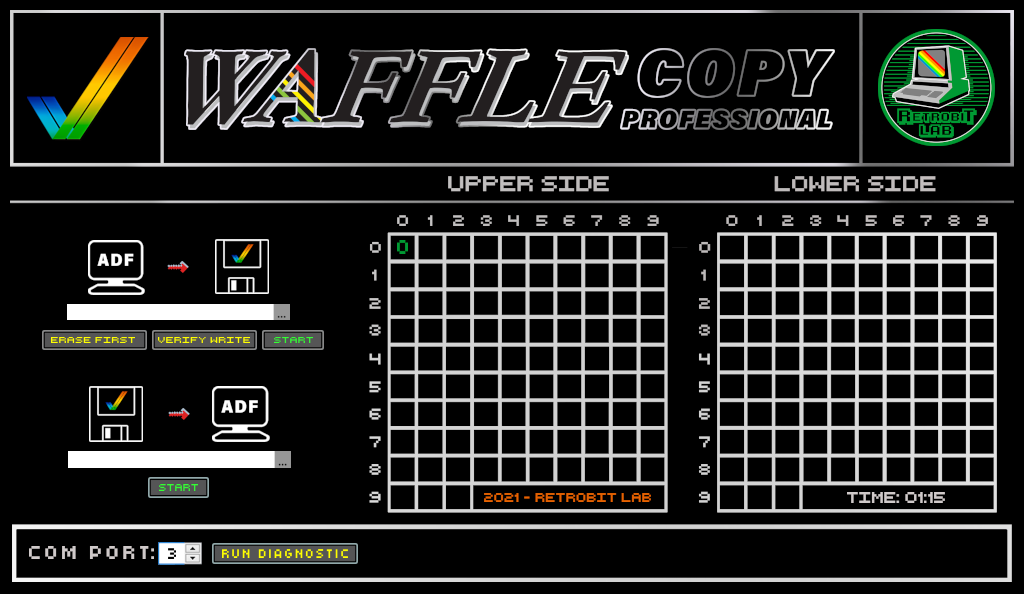 WAFFLE COPY
PROFESSIONAL
RETROBIT
LAB
UPPER SIDE LOWER SIDE
0 1 2 3 4 5 6 7 8 9 0 1 2 3 4 5 6 7 8 9
0 0 0
ADF
1 1
2 2
...
3 3
ERASE FIRST VERIFY WRITE START
4 4
5 5
ADF
6 6
7 7
...
8 8
START
9 2021 - RETROBIT LAB 9 TIME: 01:15
COM PORT: 3 RUN DIAGNOSTIC